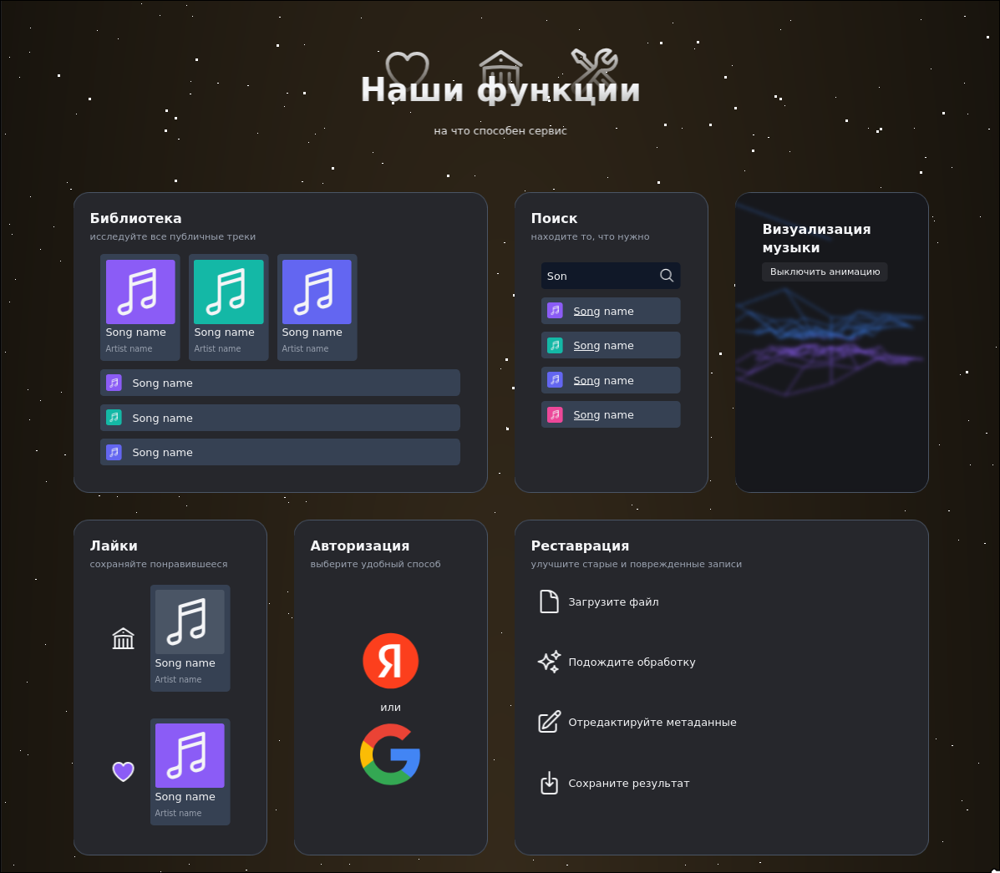 Наши функции
на что способен сервис
Библиотека
исследуйте все публичные треки
Song name
Artist name
Song name
Artist name
Song name
Artist name
Song name
Song name
Song name
Поиск
находите то, что нужно
Son
Song name
Song name
Song name
Song name
Визуализация
музыки
Выключить анимацию
Лайки
сохраняйте понравившееся
Song name
Artist name
Song name
Artist name
Авторизация
выберите удобный способ
Я
или
G
Реставрация
улучшите старые и поврежденные записи
Загрузите файл
Подождите обработку
Отредактируйте метаданные
Сохраните результат